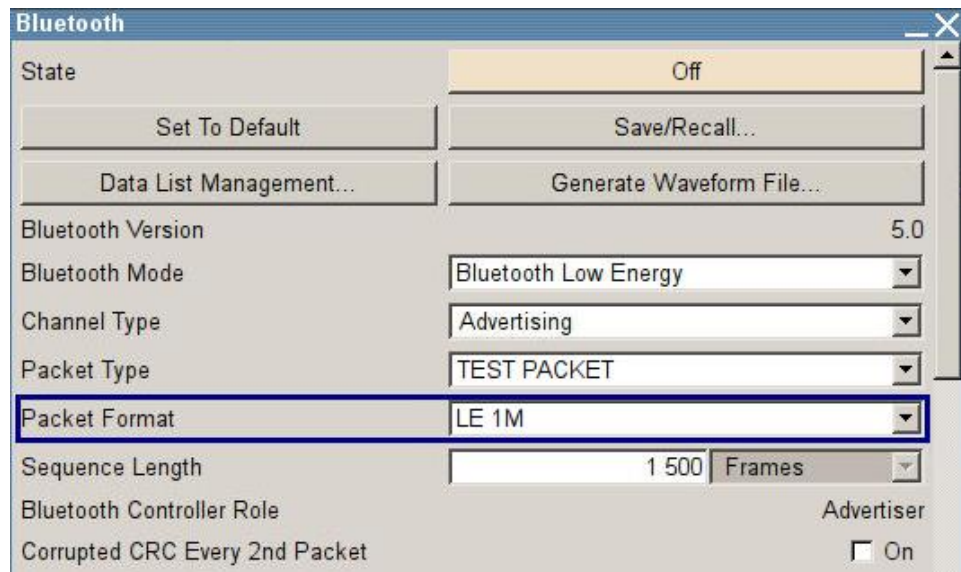 Bluetooth
State Off
Set To Default Save/Recall...
Data List Management... Generate Waveform File...
Bluetooth Version 5.0
Bluetooth Mode Bluetooth Low Energy
Channel Type Advertising
Packet Type TEST PACKET
Packet Format LE 1M
Sequence Length 1 500 Frames
Bluetooth Controller Role Advertiser
Corrupted CRC Every 2nd Packet On